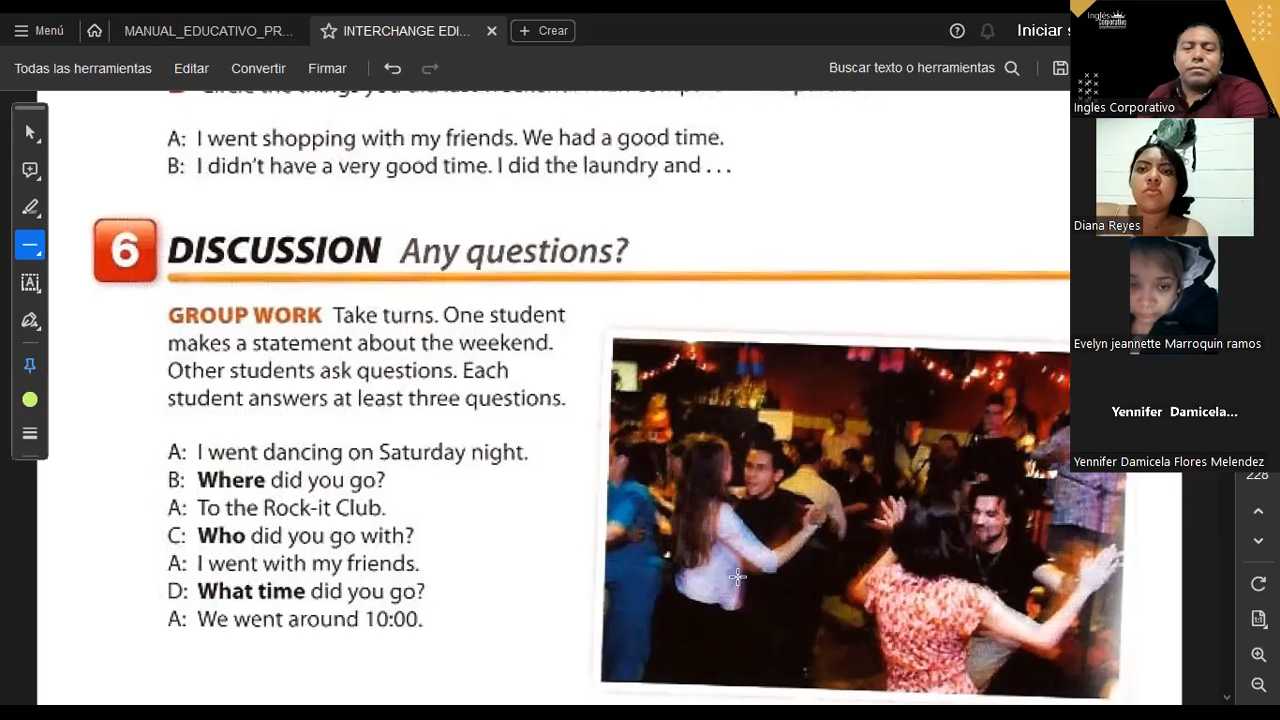 Menú
MANUAL_EDUCATIVO_PR...
INTERCHANGE EDI...
Crear
Iniciar s
Todas las herramientas
Editar
Convertir
Firmar
Buscar texto o herramientas
A: I went shopping with my friends. We had a good time.
B: I didn't have a very good time. I did the laundry and . . .
6 DISCUSSION Any questions?
GROUP WORK Take turns. One student
makes a statement about the weekend.
Other students ask questions. Each
student answers at least three questions.
A: I went dancing on Saturday night.
B: Where did you go?
A: To the Rock-it Club.
C: Who did you go with?
A: I went with my friends.
D: What time did you go?
A: We went around 10:00.
Inglés
Corporativo
Ingles Corporativo
Diana Reyes
Evelyn jeannette Marroquin ramos
Yennifer Damicela...
Yennifer Damicela Flores Melendez
228